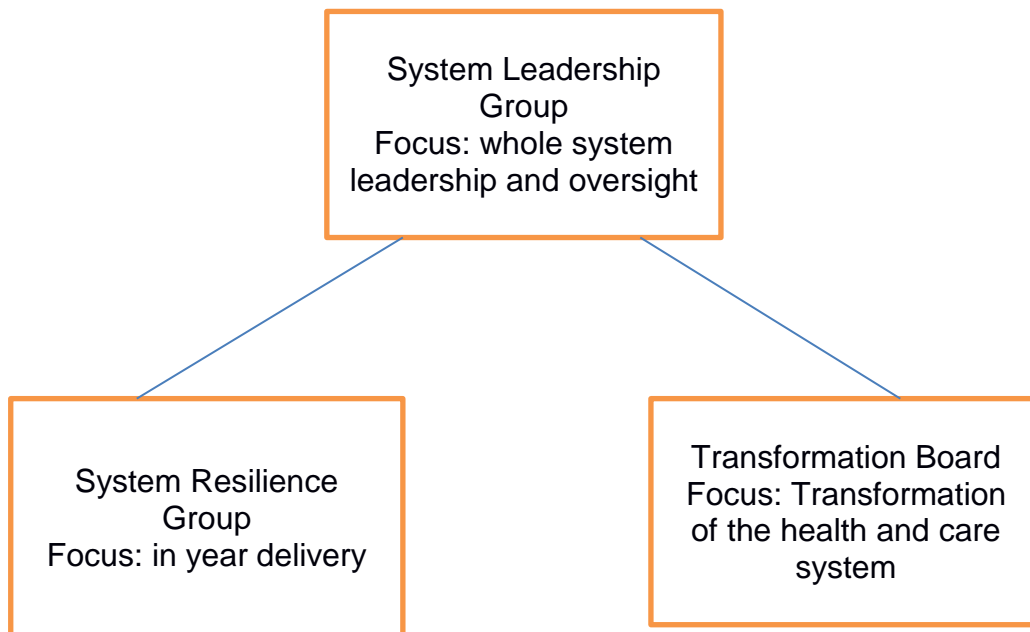 System Leadership
Group
Focus: whole system
leadership and oversight
System Resilience
Group
Focus: in year delivery
Transformation Board
Focus: Transformation
of the health and care
system